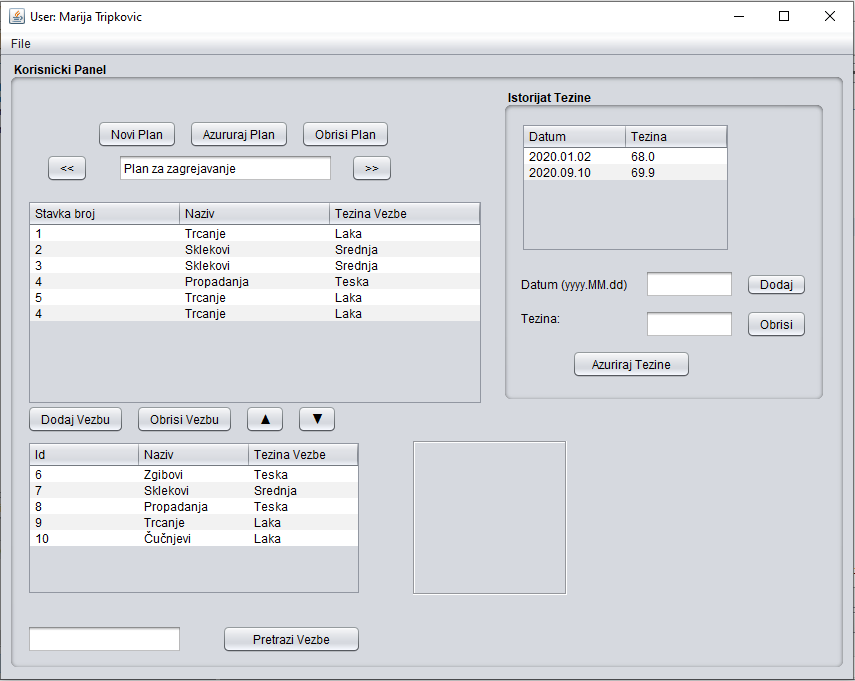 User: Marija Tripkovic
File
Korisnicki Panel
Novi Plan Azururaj Plan Obrisi Plan
<< Plan za zagrejavanje >>
Stavka broj Naziv Tezina Vezbe
1 Trcanje Laka
2 Sklekovi Srednja
3 Sklekovi Srednja
4 Propadanja Teska
5 Trcanje Laka
4 Trcanje Laka
Dodaj Vezbu Obrisi Vezbu ▲ ▼
Id Naziv Tezina Vezbe
6 Zgibovi Teska
7 Sklekovi Srednja
8 Propadanja Teska
9 Trcanje Laka
10 Čučnjevi Laka
Pretrazi Vezbe
Istorijat Tezine
Datum Tezina
2020.01.02 68.0
2020.09.10 69.9
Datum (yyyy.MM.dd) Dodaj
Tezina: Obrisi
Azuriraj Tezine